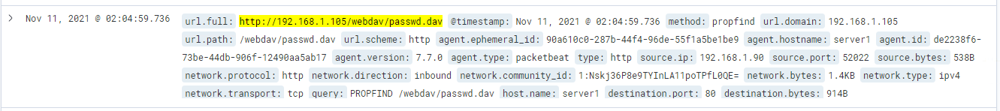 Nov 11, 2021 @ 02:04:59.736 url.full: http://192.168.1.105/webdav/passwd.dav @timestamp: Nov 11, 2021 @ 02:04:59.736 method: propfind url.domain: 192.168.1.105
url.path: /webdav/passwd.dav url.scheme: http agent.ephemeral_id: 90a610c0-287b-44f4-96de-55f1a5be1be9 agent.hostname: server1 agent.id: de2238f6-
73be-44db-906f-12490aa5ab17 agent.version: 7.7.0 agent.type: packetbeat type: http source.ip: 192.168.1.90 source.port: 52022 source.bytes: 538B
network.protocol: http network.direction: inbound network.community_id: 1:Nskj36P8e9TYInLA11poTPfL0QE= network.bytes: 1.4KB network.type: ipv4
network.transport: tcp query: PROPFIND /webdav/passwd.dav host.name: server1 destination.port: 80 destination.bytes: 914B